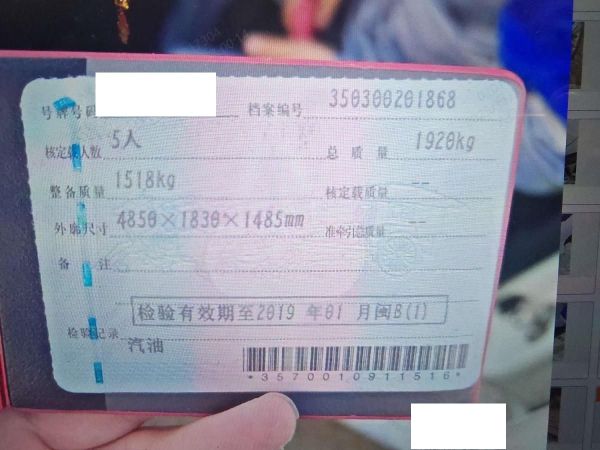 号牌号码 档案编号 350300201868
核定载人数 5人 总质量 1920kg
整备质量 1518kg 核定载质量 --
外廓尺寸 4850×1830×1485mm 准牵引总质量 --
备注
检验有效期至2019 年01 月闽B(1)
检验记录
汽油
*3570010911516*